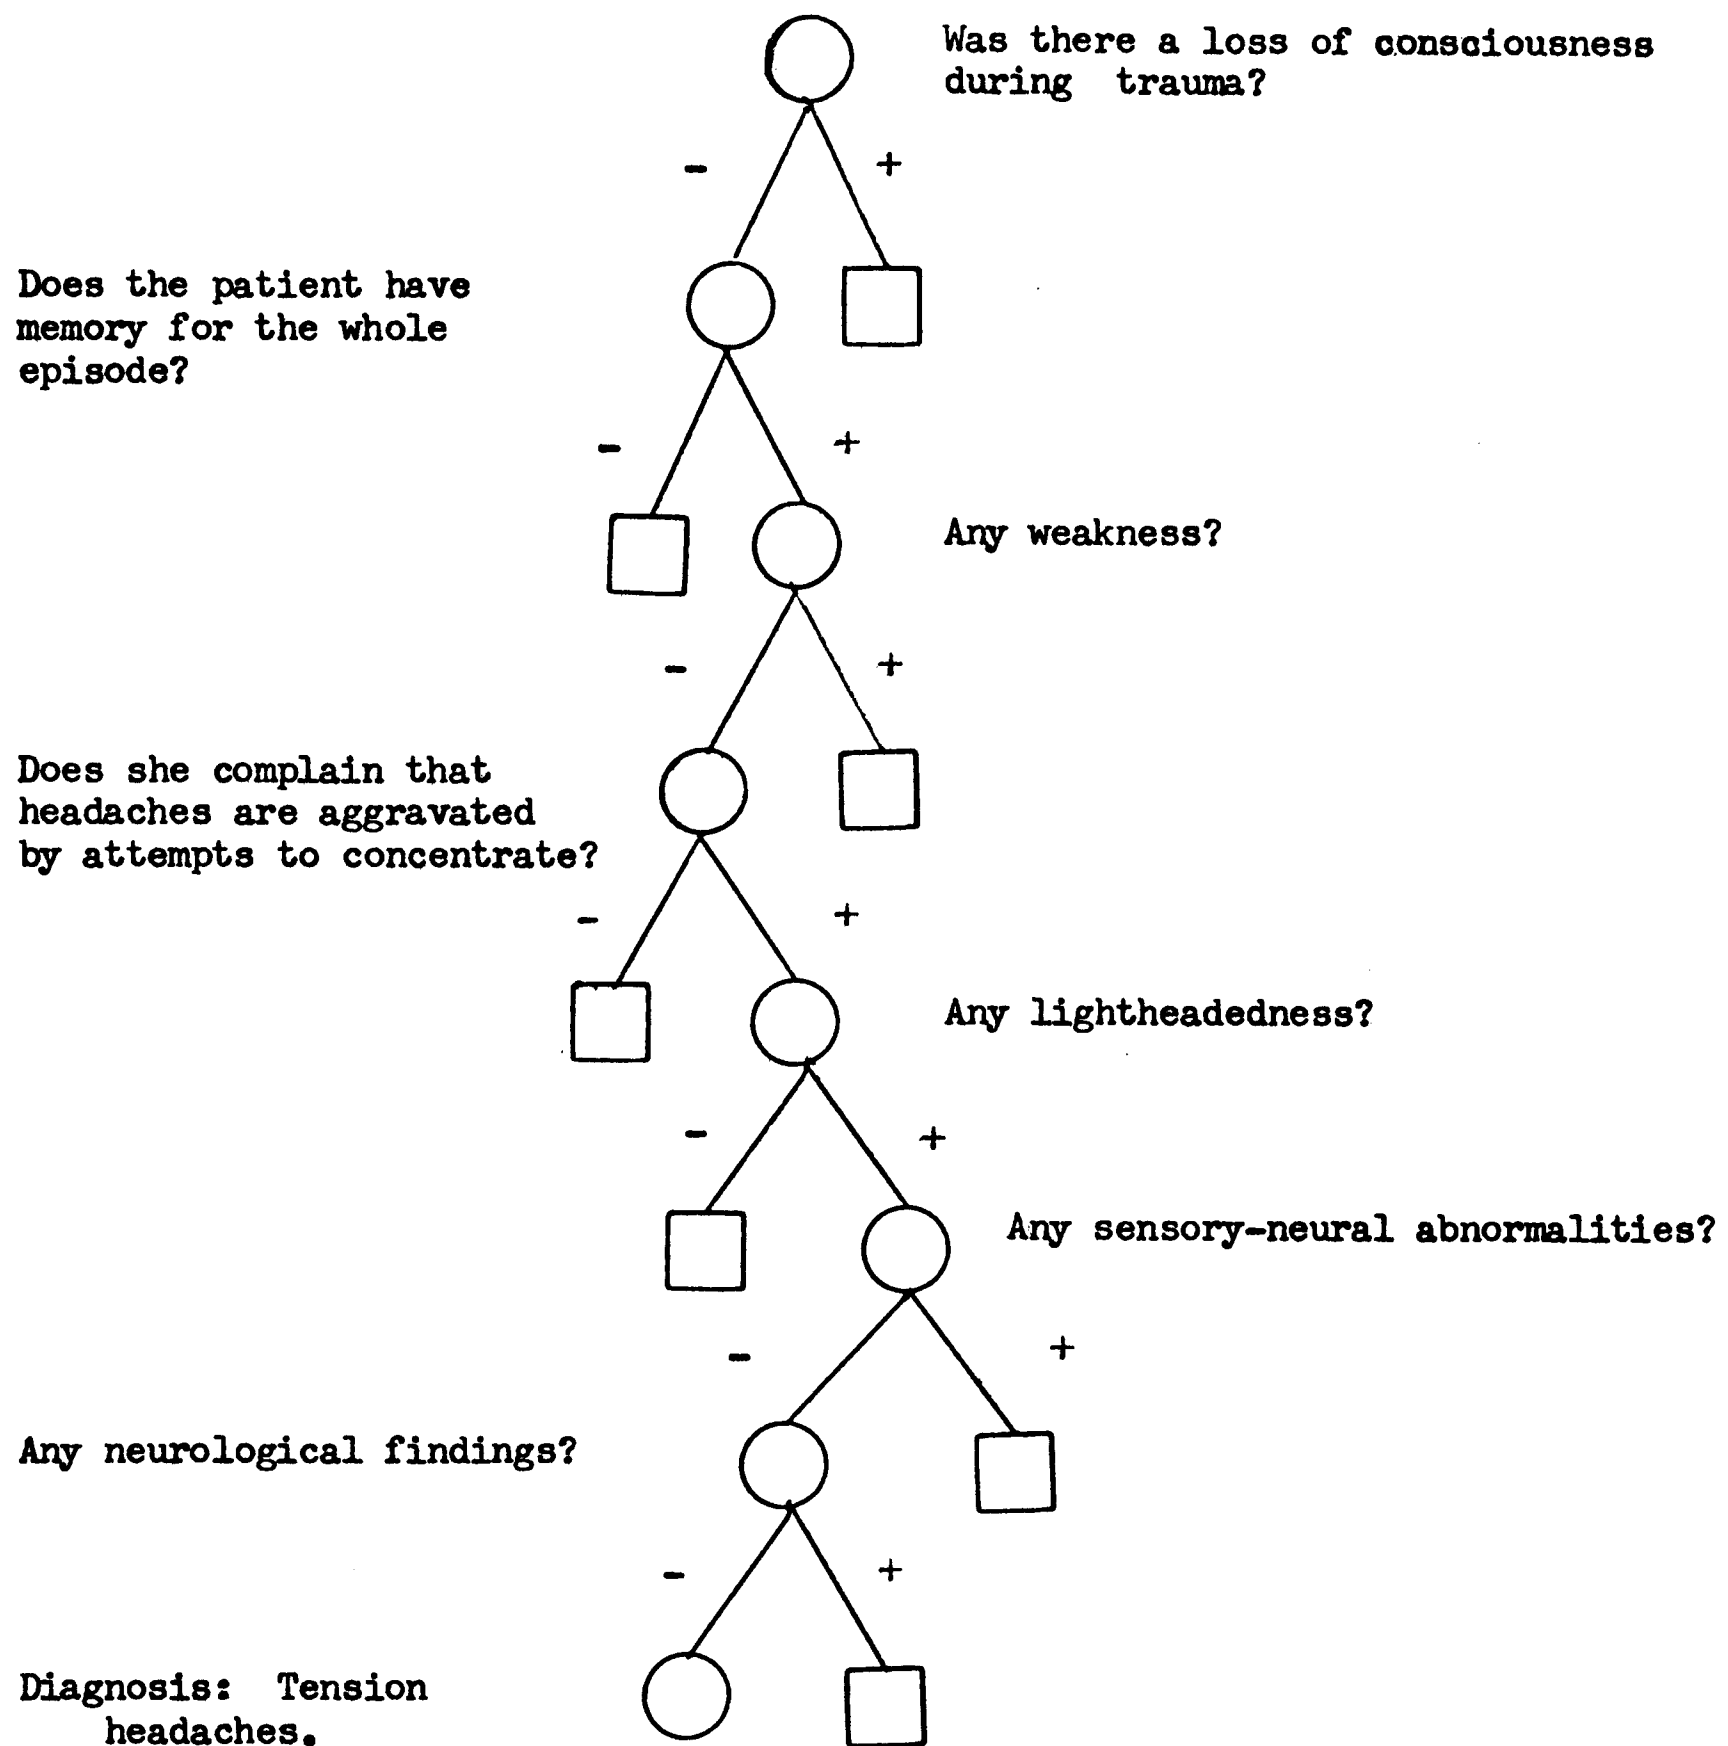 Was there a loss of consciousness
during trauma?
- +
Does the patient have
memory for the whole
episode?
- +
Any weakness?
- +
Does she complain that
headaches are aggravated
by attempts to concentrate?
- +
Any lightheadedness?
- +
Any sensory-neural abnormalities?
- +
Any neurological findings?
- +
Diagnosis: Tension
headaches.